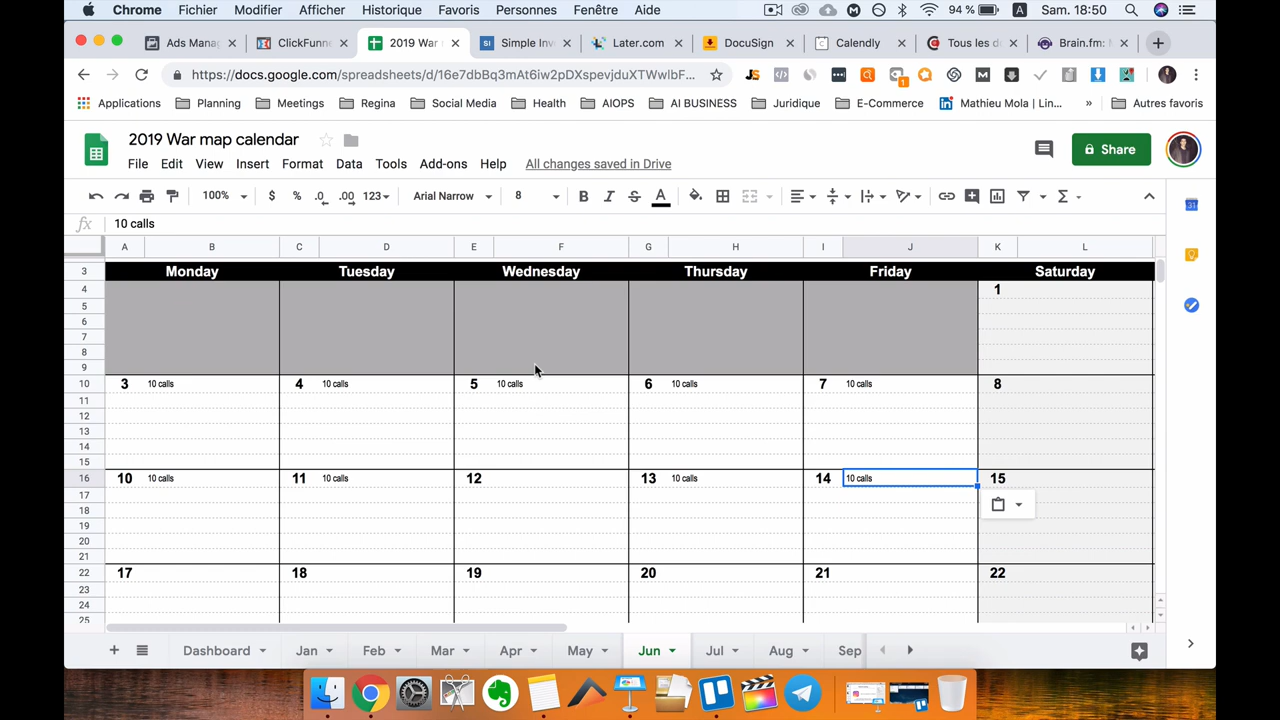 Chrome Fichier Modifier Afficher Historique Favoris Personnes Fenêtre Aide 94 % A Sam. 18:50
Ads Mana ClickFunne 2019 War Simple Inv Later.com DocuSign Calendly Tous les d Brain.fm: M
https://docs.google.com/spreadsheets/d/16e7dbBq3mAt6iw2pDXspevjduXTWwlbF...
Applications Planning Meetings Regina Social Media Health AIOPS AI BUSINESS Juridique E-Commerce Mathieu Mola | Lin... » Autres favoris
2019 War map calendar
File Edit View Insert Format Data Tools Add-ons Help All changes saved in Drive
Share
100% $ % .0 .00 123 Arial Narrow 8 B I S A Σ
fx 10 calls
A B C D E F G H I J K L
3 Monday Tuesday Wednesday Thursday Friday Saturday
4 1
5
6
7
8
9
10 3 10 calls 4 10 calls 5 10 calls 6 10 calls 7 10 calls 8
11
12
13
14
15
16 10 10 calls 11 10 calls 12 13 10 calls 14 10 calls 15
17
18
19
20
21
22 17 18 19 20 21 22
23
24
25
Dashboard Jan Feb Mar Apr May Jun Jul Aug Sep